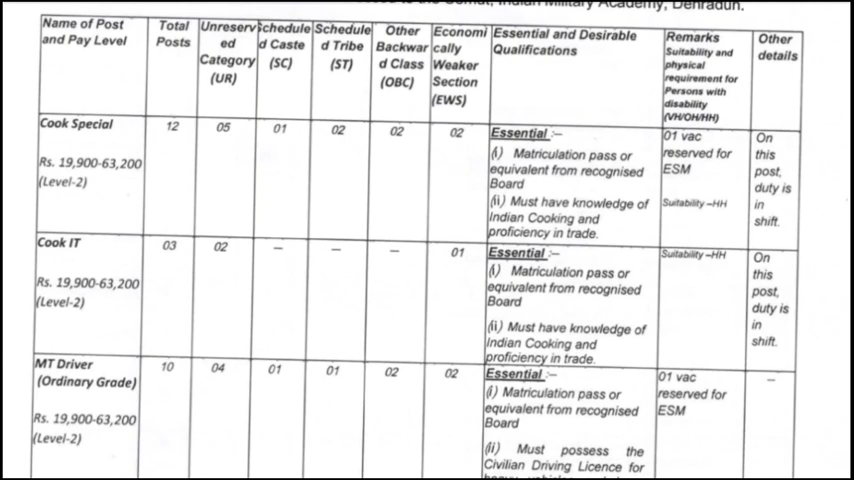 Indian Military Academy, Dehradun.
Name of Post and Pay Level
Total Posts
Unreserv ed Category (UR)
Schedule d Caste (SC)
Schedule d Tribe (ST)
Other Backwar d Class (OBC)
Economi cally Weaker Section (EWS)
Essential and Desirable Qualifications
Remarks Suitability and physical requirement for Persons with disability (VH/OH/HH)
Other details
Cook Special
Rs. 19,900-63,200
(Level-2)
12
05
01
02
02
02
Essential :–
(i) Matriculation pass or
equivalent from recognised
Board
(ii) Must have knowledge of
Indian Cooking and
proficiency in trade.
01 vac
reserved for
ESM
Suitability –HH
On
this
post,
duty is
in
shift.
Cook IT
Rs. 19,900-63,200
(Level-2)
03
02
–
–
–
01
Essential :–
(i) Matriculation pass or
equivalent from recognised
Board
(ii) Must have knowledge of
Indian Cooking and
proficiency in trade.
Suitability –HH
On
this
post,
duty is
in
shift.
MT Driver
(Ordinary Grade)
Rs. 19,900-63,200
(Level-2)
10
04
01
01
02
02
Essential :–
(i) Matriculation pass or
equivalent from recognised
Board
(ii) Must possess the
Civilian Driving Licence for
01 vac
reserved for
ESM
–